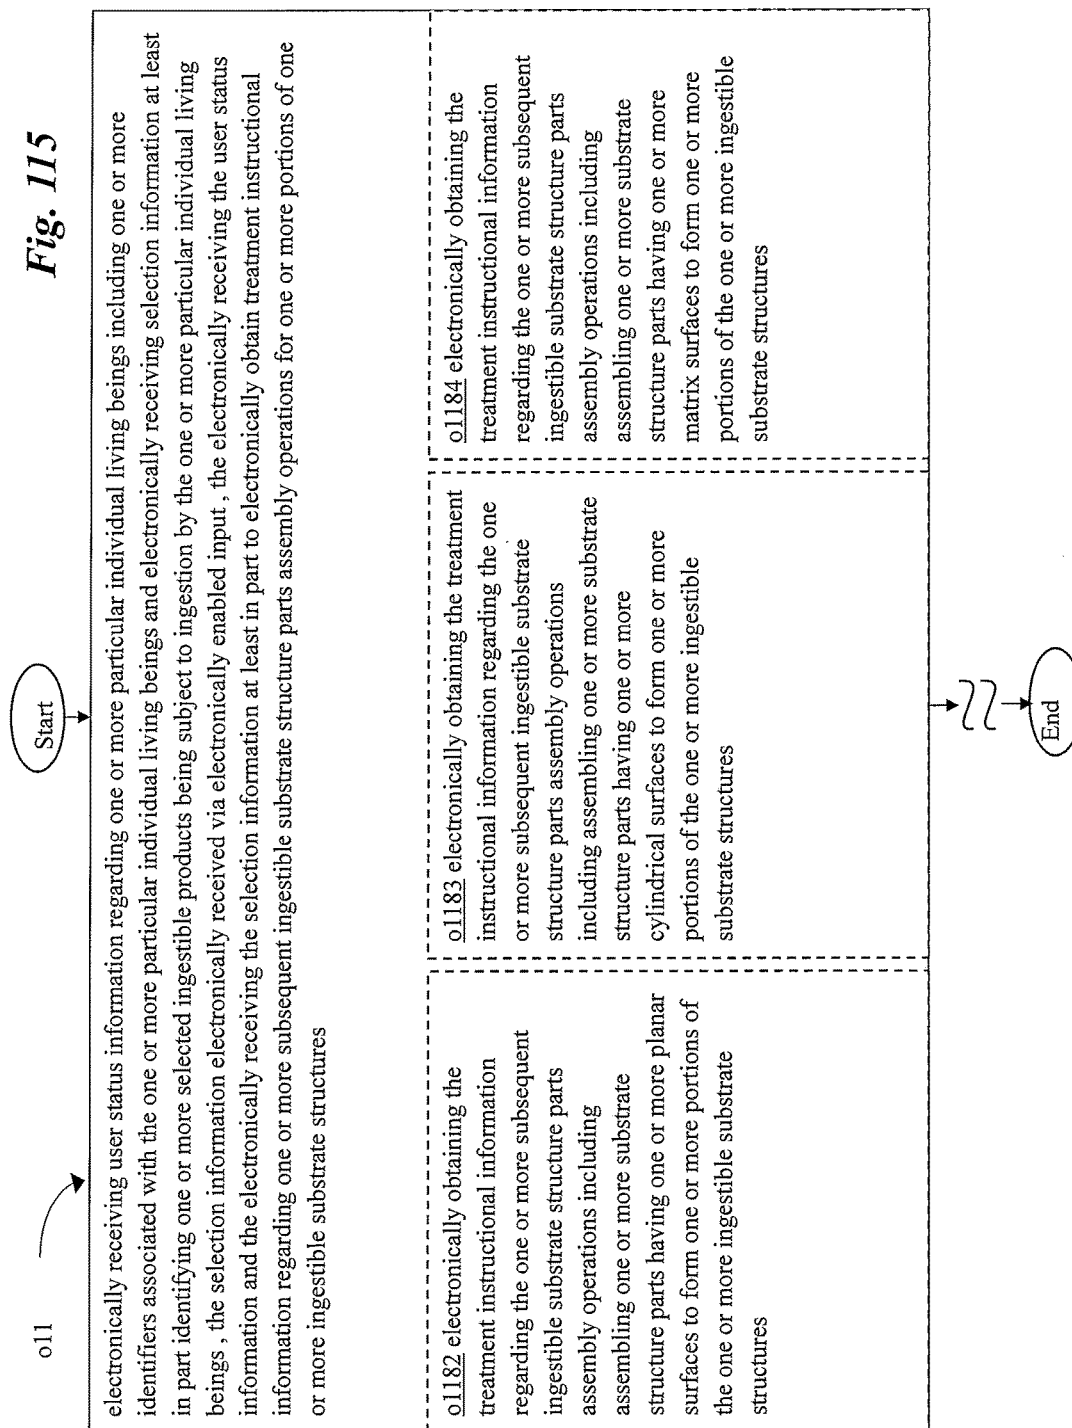 Fig. 115
Start
o11
electronically receiving user status information regarding one or more particular individual living beings including one or more
identifiers associated with the one or more particular individual living beings and electronically receiving selection information at least
in part identifying one or more selected ingestible products being subject to ingestion by the one or more particular individual living
beings , the selection information electronically received via electronically enabled input , the electronically receiving the user status
information and the electronically receiving the selection information at least in part to electronically obtain treatment instructional
information regarding one or more subsequent ingestible substrate structure parts assembly operations for one or more portions of one
or more ingestible substrate structures
o1182 electronically obtaining the
treatment instructional information
regarding the one or more subsequent
ingestible substrate structure parts
assembly operations including
assembling one or more substrate
structure parts having one or more planar
surfaces to form one or more portions of
the one or more ingestible substrate
structures
o1183 electronically obtaining the treatment
instructional information regarding the one
or more subsequent ingestible substrate
structure parts assembly operations
including assembling one or more substrate
structure parts having one or more
cylindrical surfaces to form one or more
portions of the one or more ingestible
substrate structures
o1184 electronically obtaining the
treatment instructional information
regarding the one or more subsequent
ingestible substrate structure parts
assembly operations including
assembling one or more substrate
structure parts having one or more
matrix surfaces to form one or more
portions of the one or more ingestible
substrate structures
End